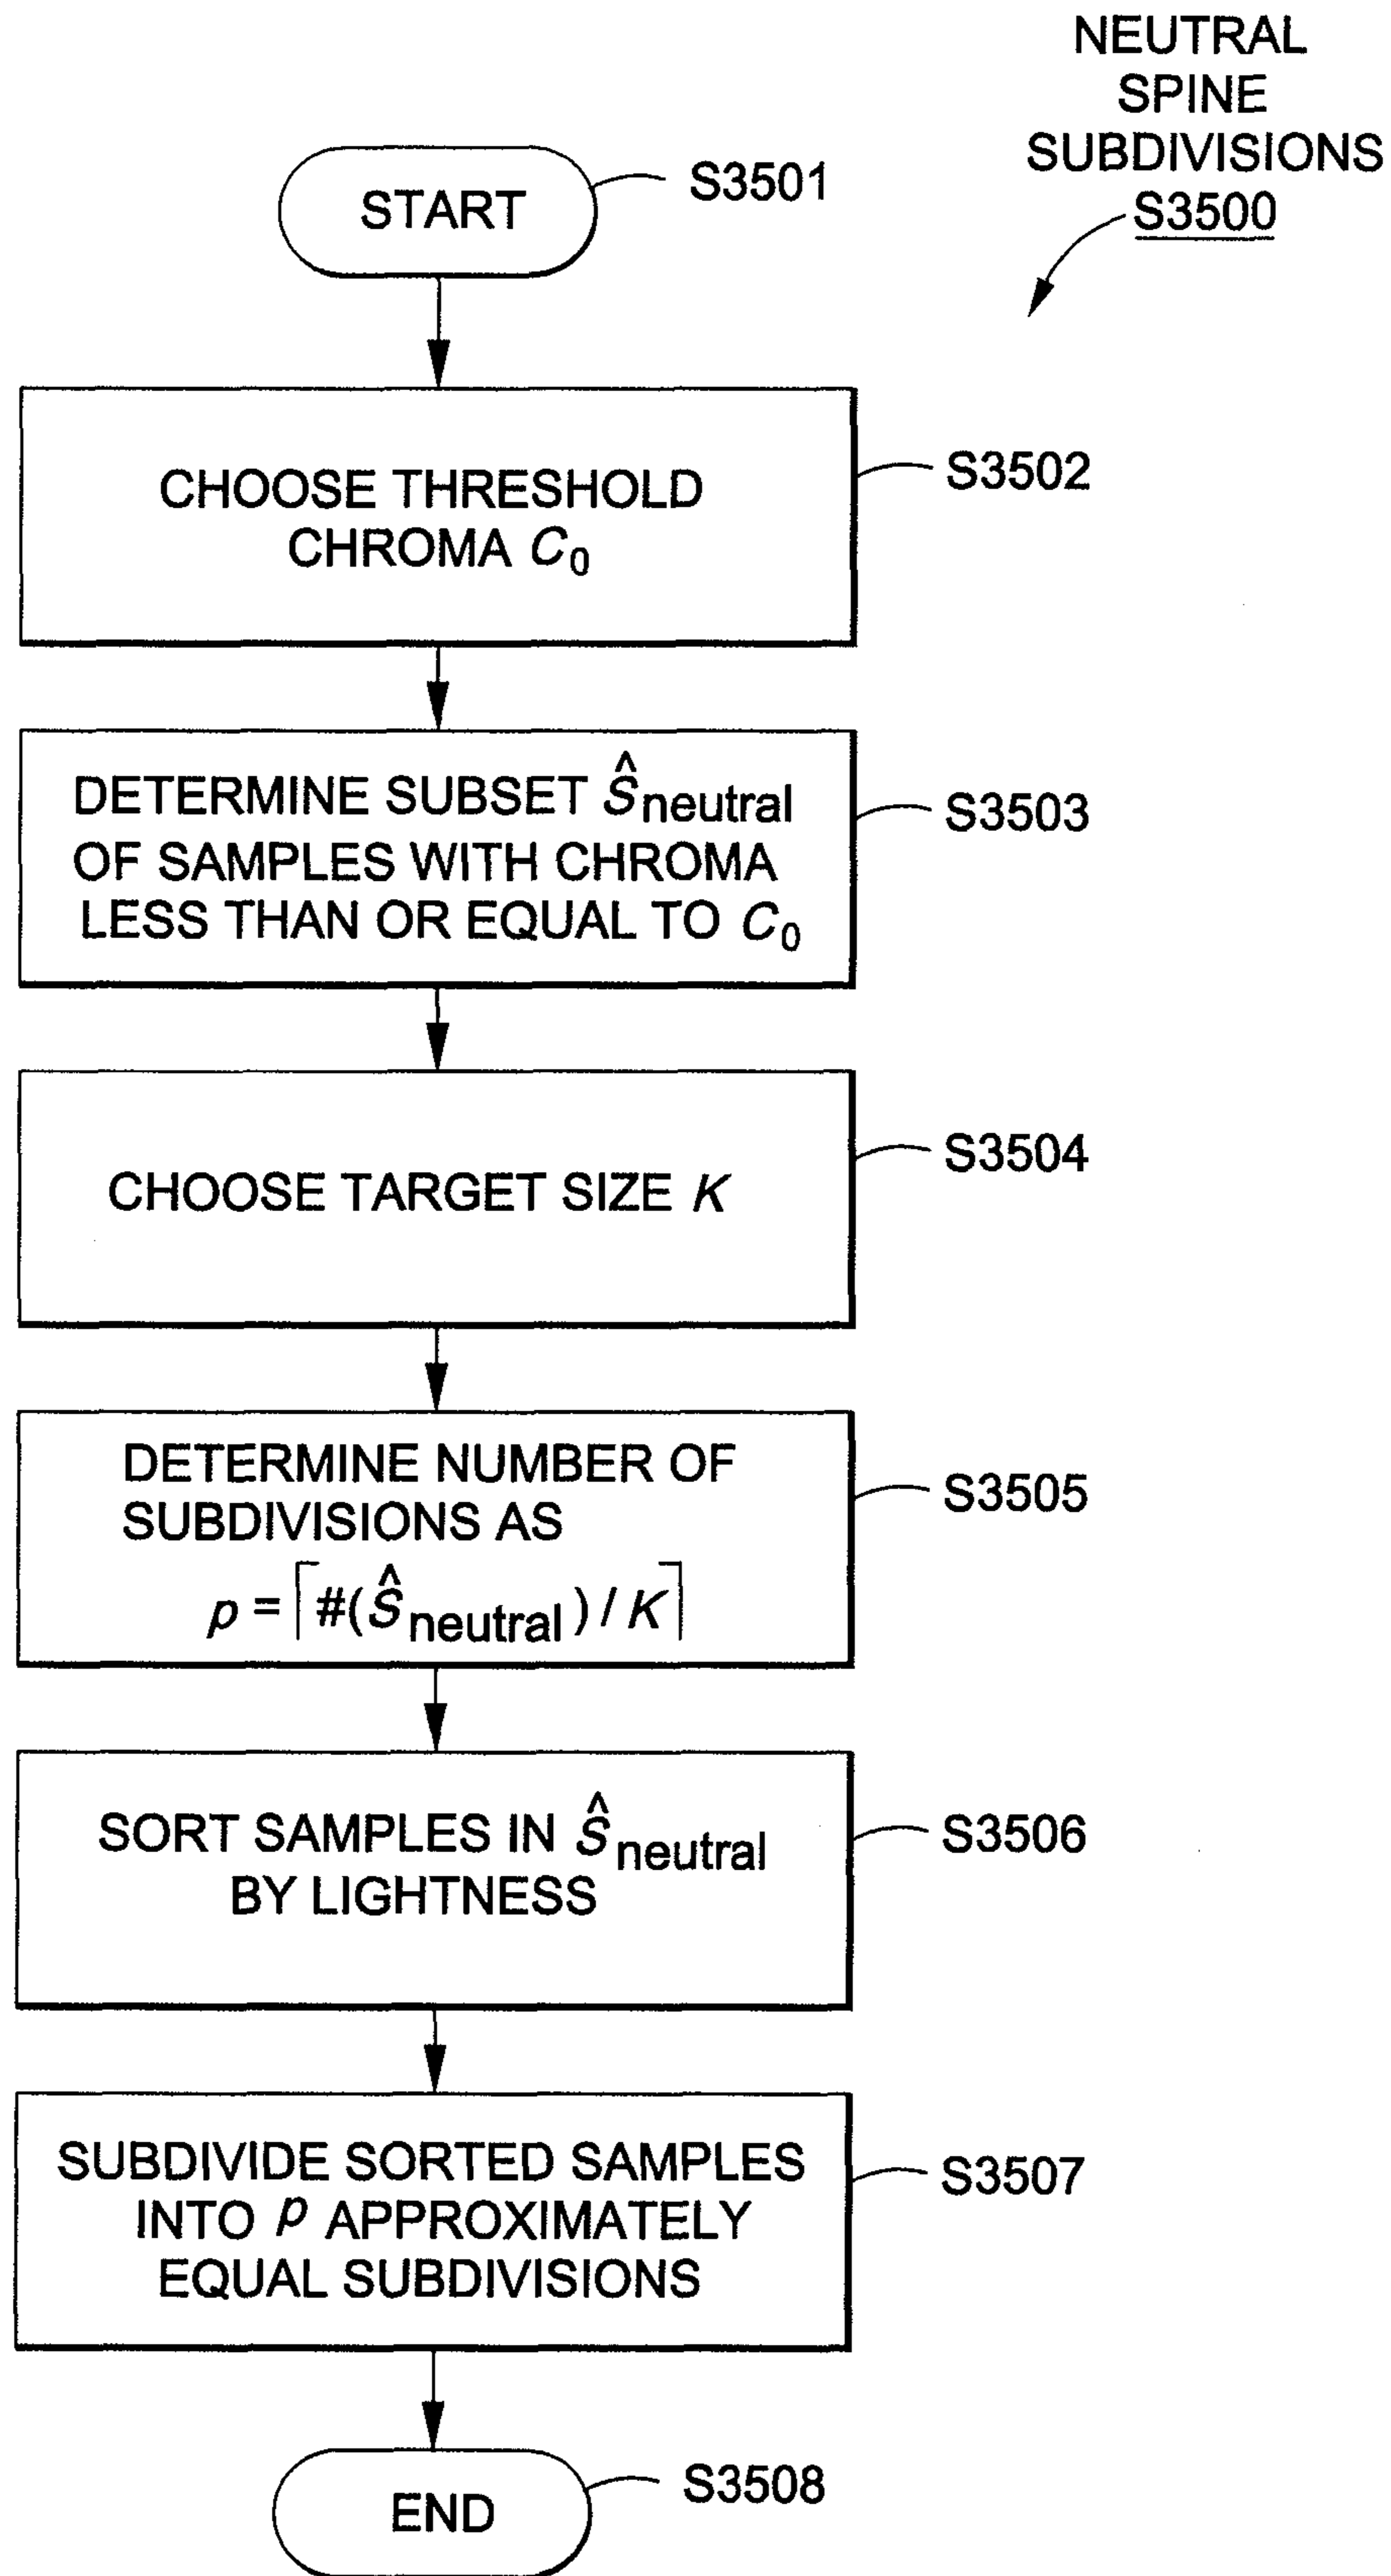 NEUTRAL
SPINE
SUBDIVISIONS
S3500
START
S3501
CHOOSE THRESHOLD
CHROMA C₀
S3502
DETERMINE SUBSET Ŝneutral
OF SAMPLES WITH CHROMA
LESS THAN OR EQUAL TO C₀
S3503
CHOOSE TARGET SIZE K
S3504
DETERMINE NUMBER OF
SUBDIVISIONS AS
p = ⌈#(Ŝneutral) / K⌉
S3505
SORT SAMPLES IN Ŝneutral
BY LIGHTNESS
S3506
SUBDIVIDE SORTED SAMPLES
INTO p APPROXIMATELY
EQUAL SUBDIVISIONS
S3507
END
S3508